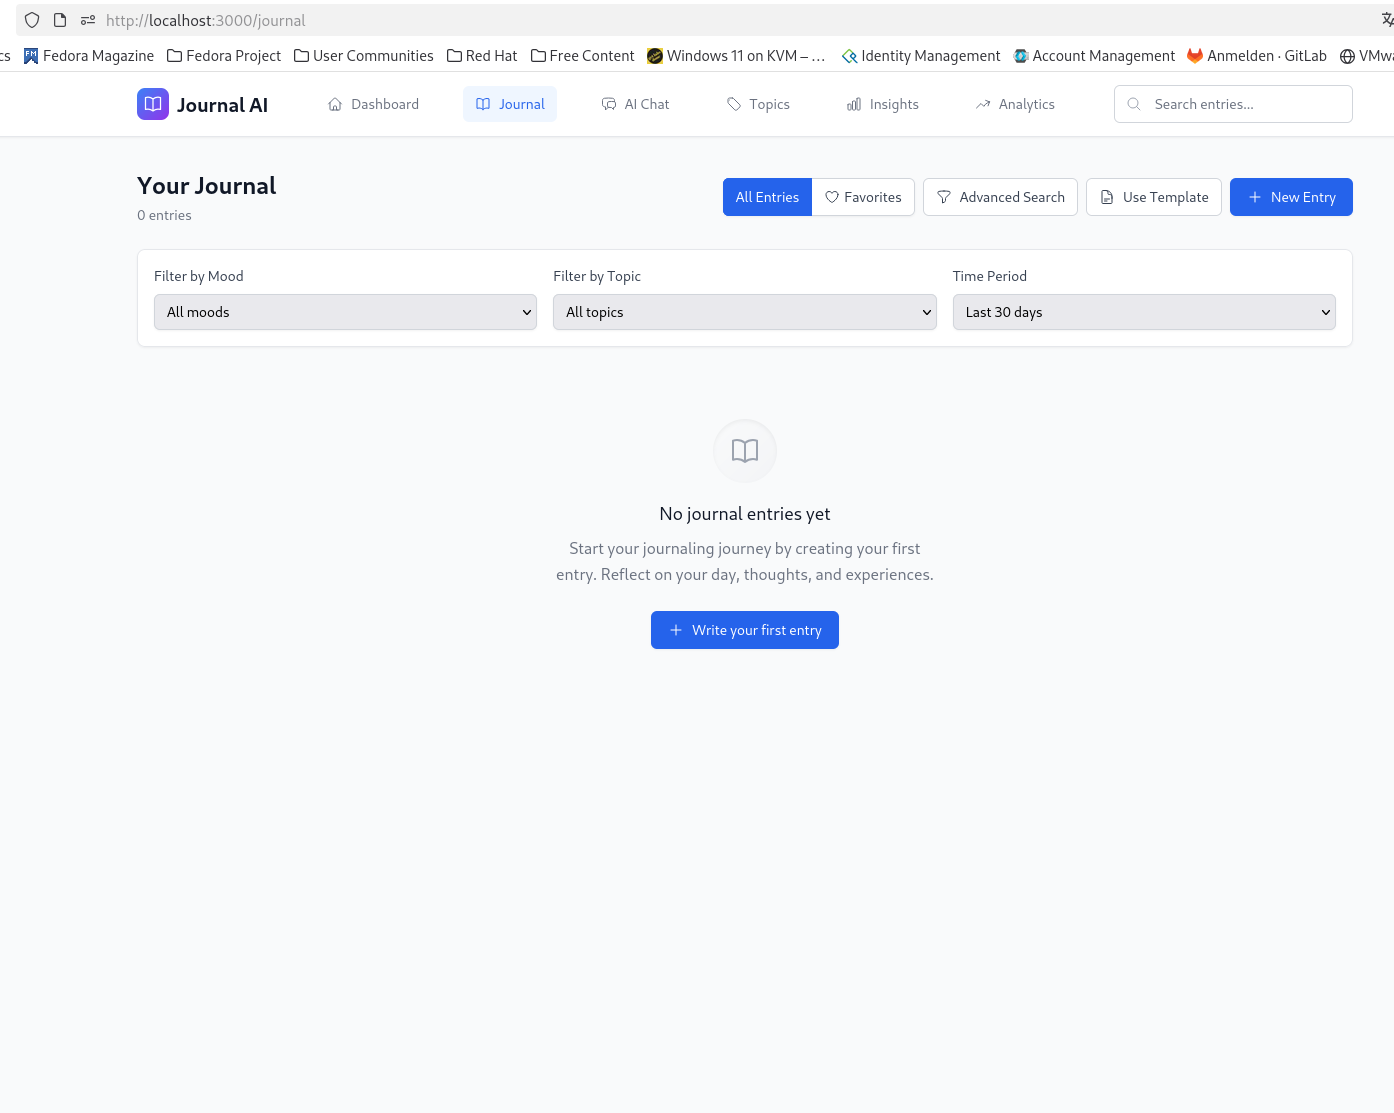 http://localhost:3000/journal
cs Fedora Magazine Fedora Project User Communities Red Hat Free Content Windows 11 on KVM – ... Identity Management Account Management Anmelden · GitLab VMwa
Journal AI Dashboard Journal AI Chat Topics Insights Analytics Search entries...
Your Journal
0 entries
All Entries Favorites Advanced Search Use Template New Entry
Filter by Mood Filter by Topic Time Period
All moods All topics Last 30 days
No journal entries yet
Start your journaling journey by creating your first
entry. Reflect on your day, thoughts, and experiences.
Write your first entry